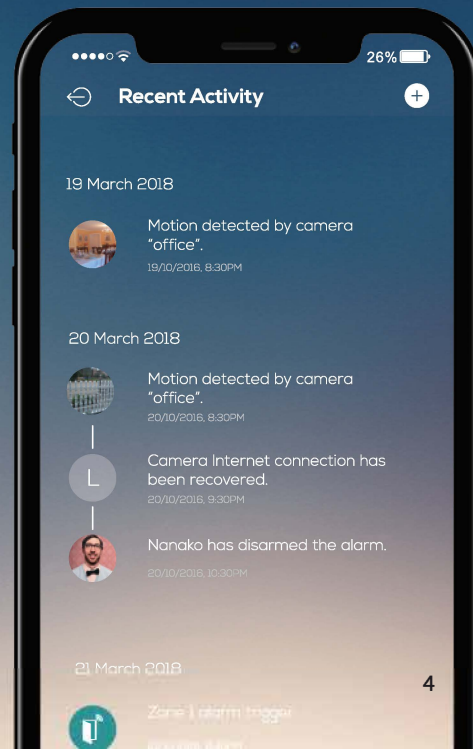 26%
Recent Activity
+
19 March 2018
Motion detected by camera
“office”.
19/10/2016, 8:30PM
20 March 2018
Motion detected by camera
“office”.
20/10/2016, 8:30PM
L
Camera Internet connection has
been recovered.
20/10/2016, 9:30PM
Nanako has disarmed the alarm.
20/10/2016, 10:30PM
21 March 2018
4
Zone 1 alarm trigger